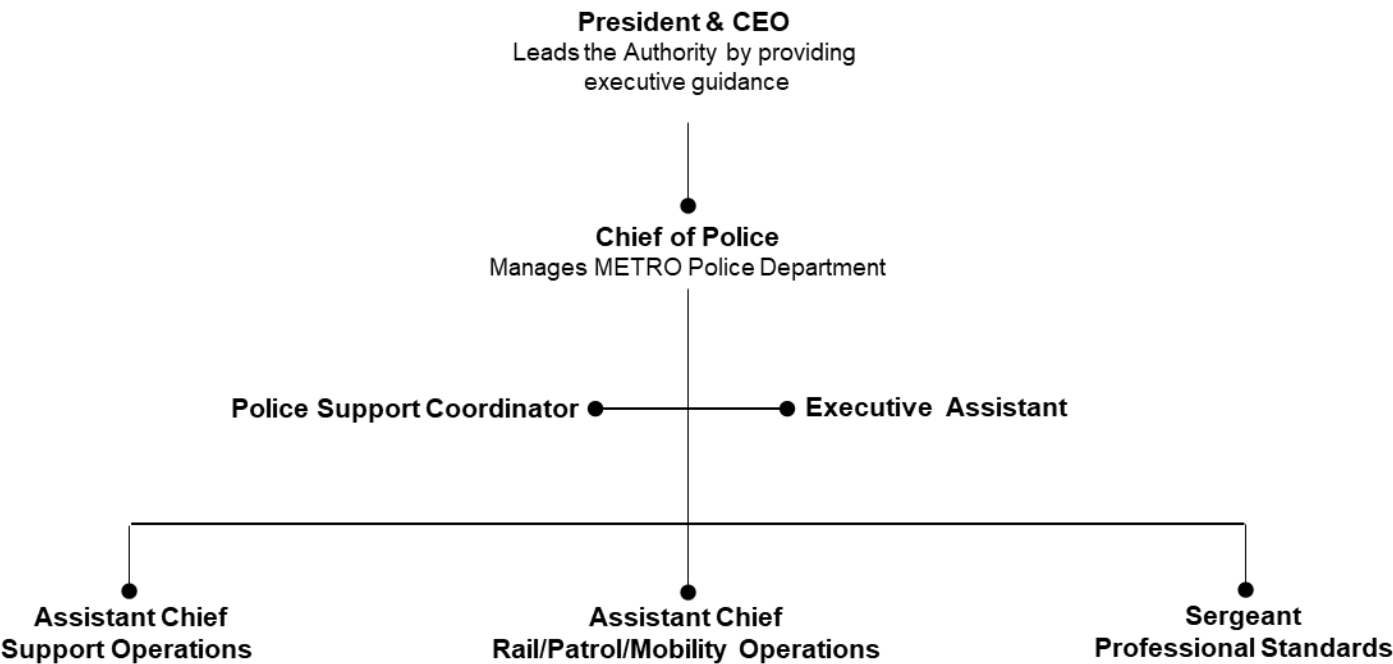 President & CEO
Leads the Authority by providing
executive guidance
Chief of Police
Manages METRO Police Department
Police Support Coordinator
Executive Assistant
Assistant Chief
Support Operations
Assistant Chief
Rail/Patrol/Mobility Operations
Sergeant
Professional Standards